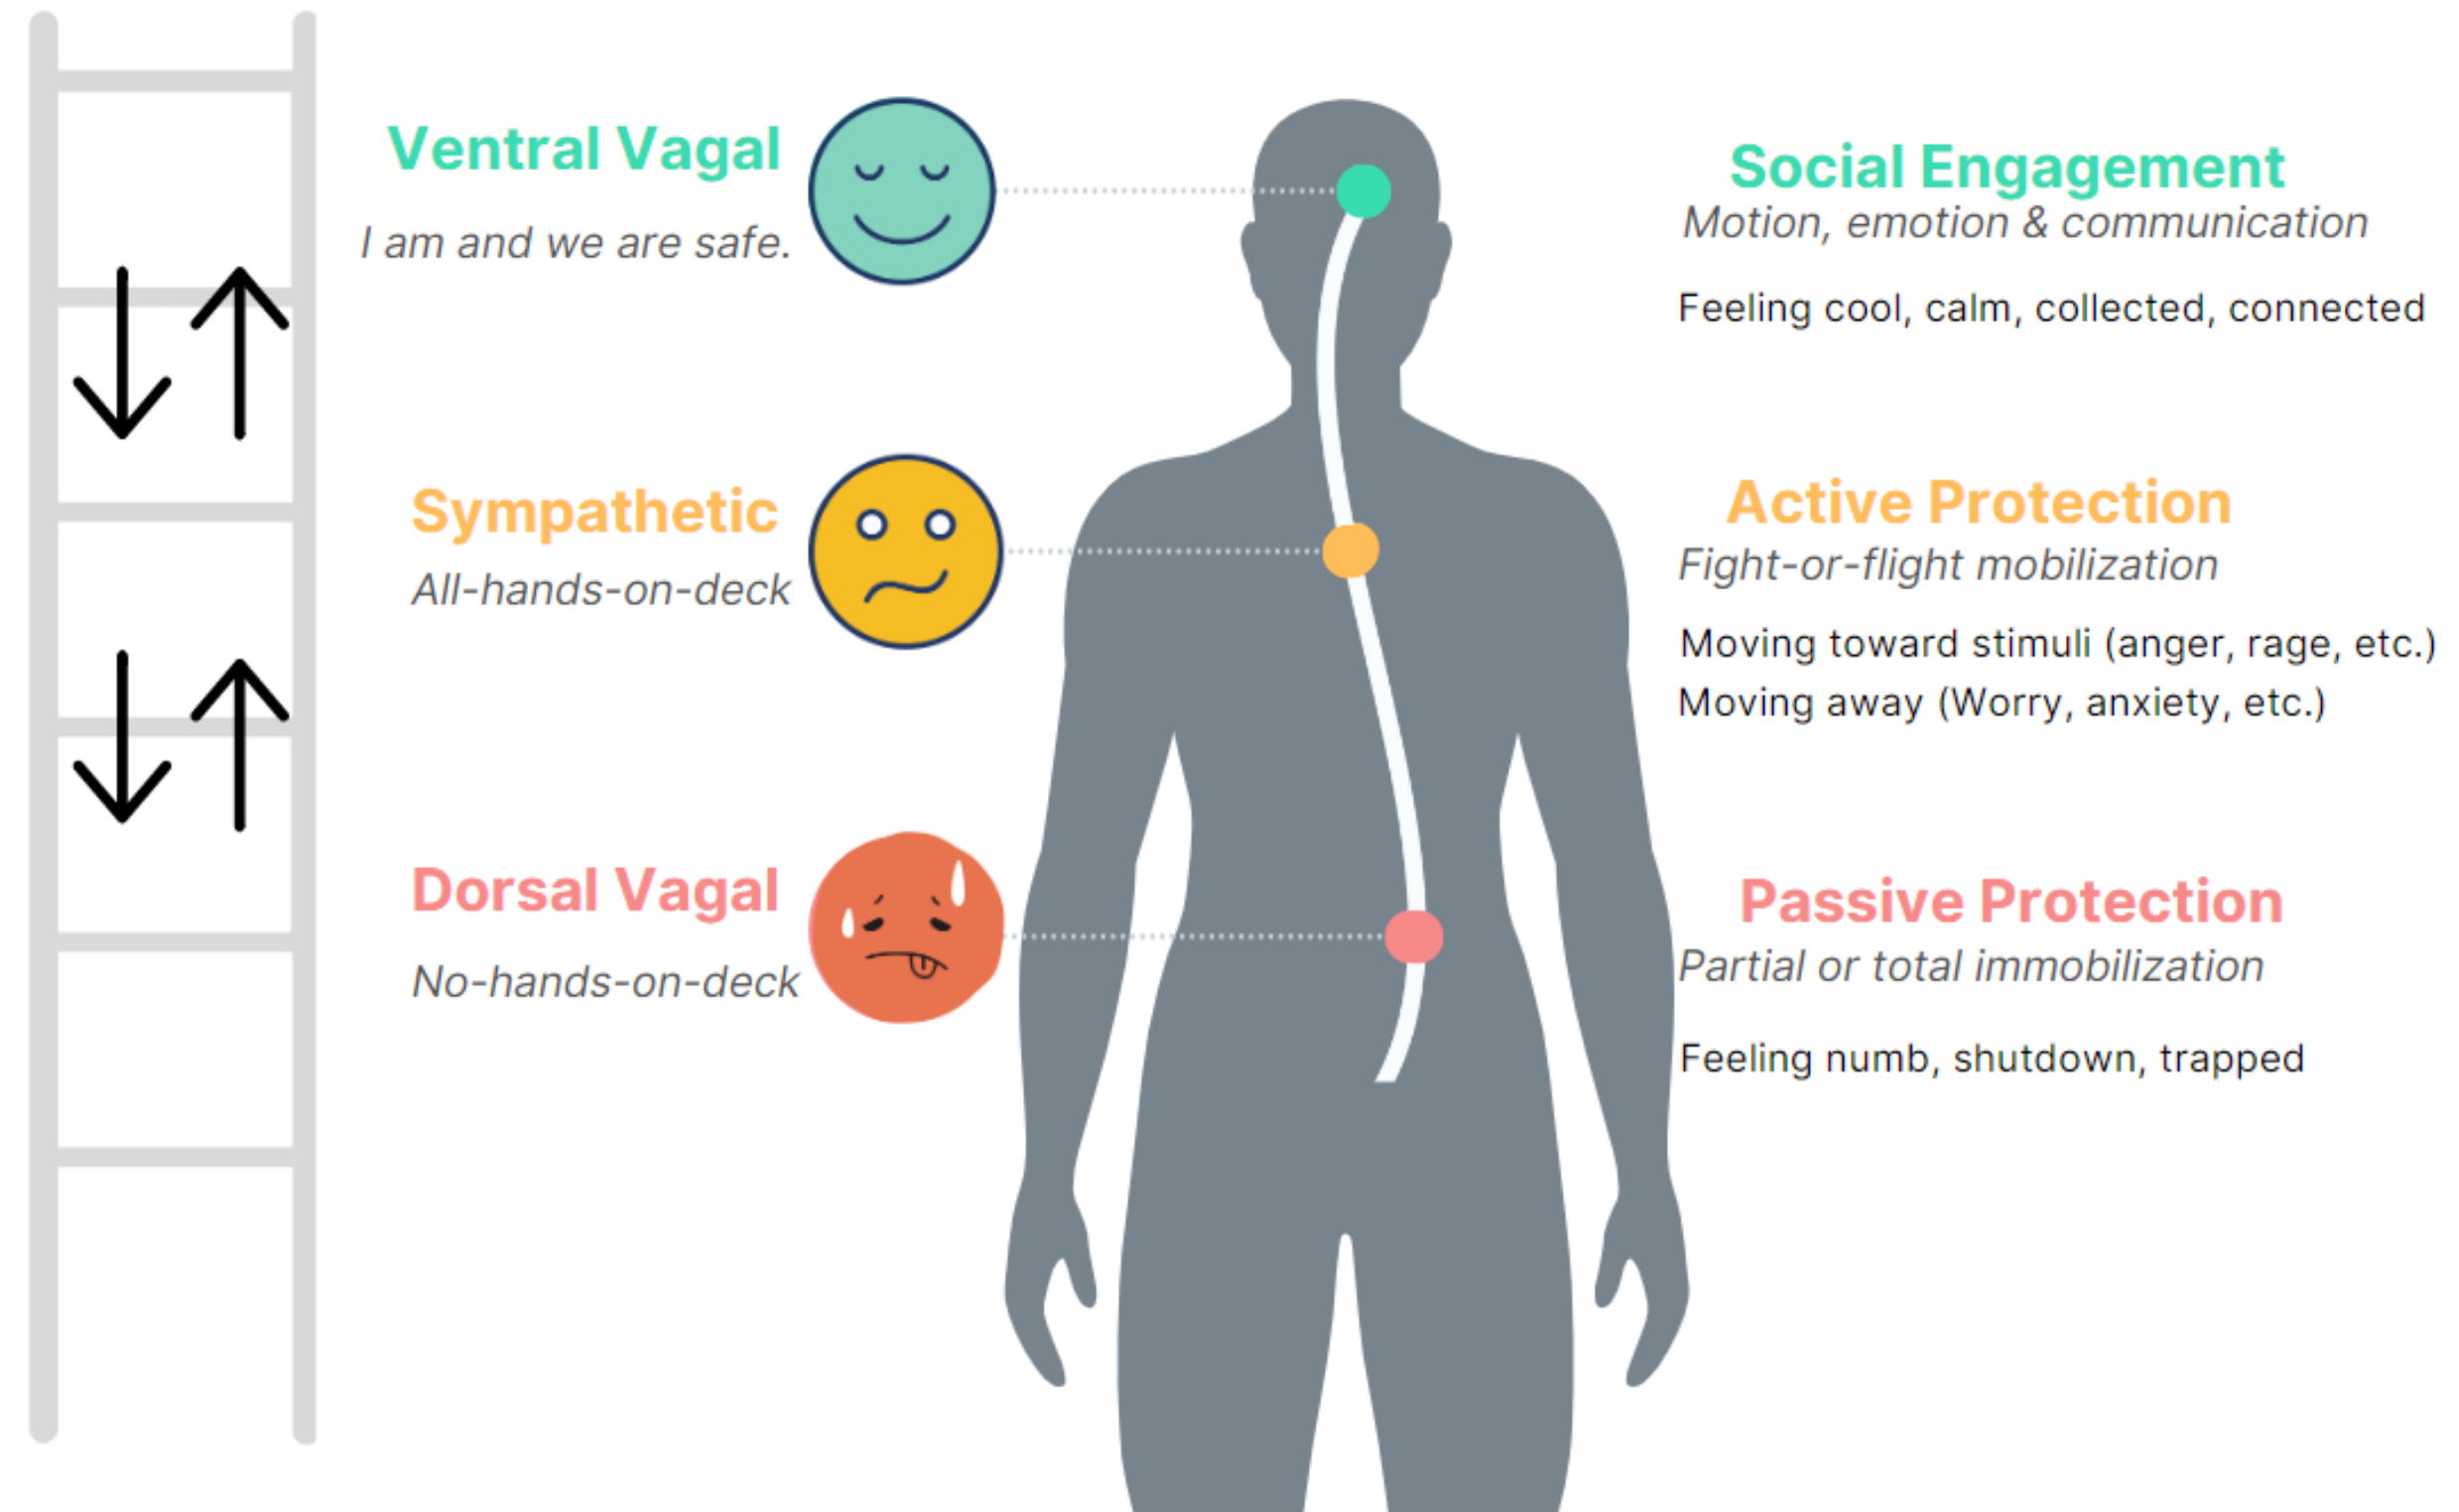 Ventral Vagal
I am and we are safe.
Social Engagement
Motion, emotion & communication
Feeling cool, calm, collected, connected
Sympathetic
All-hands-on-deck
Active Protection
Fight-or-flight mobilization
Moving toward stimuli (anger, rage, etc.)
Moving away (Worry, anxiety, etc.)
Dorsal Vagal
No-hands-on-deck
Passive Protection
Partial or total immobilization
Feeling numb, shutdown, trapped